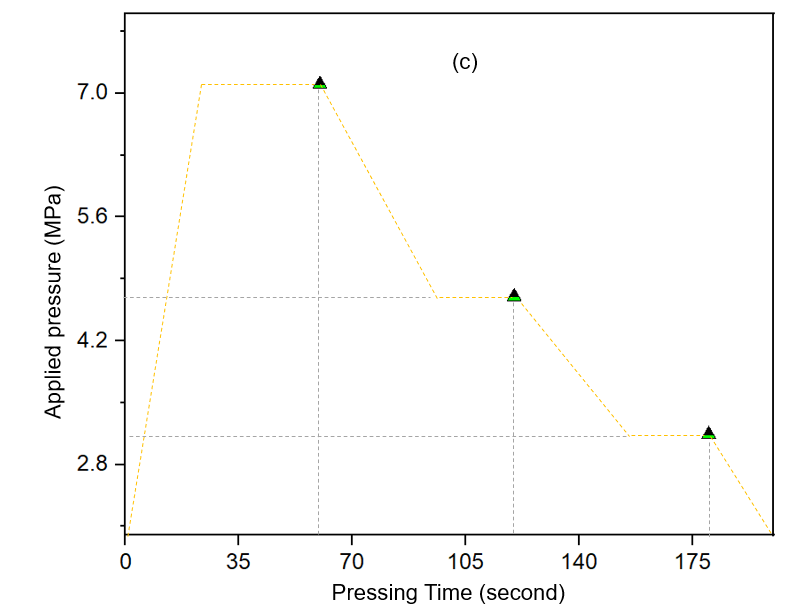 (c)
7.0
5.6
4.2
2.8
Applied pressure (MPa)
0 35 70 105 140 175
Pressing Time (second)